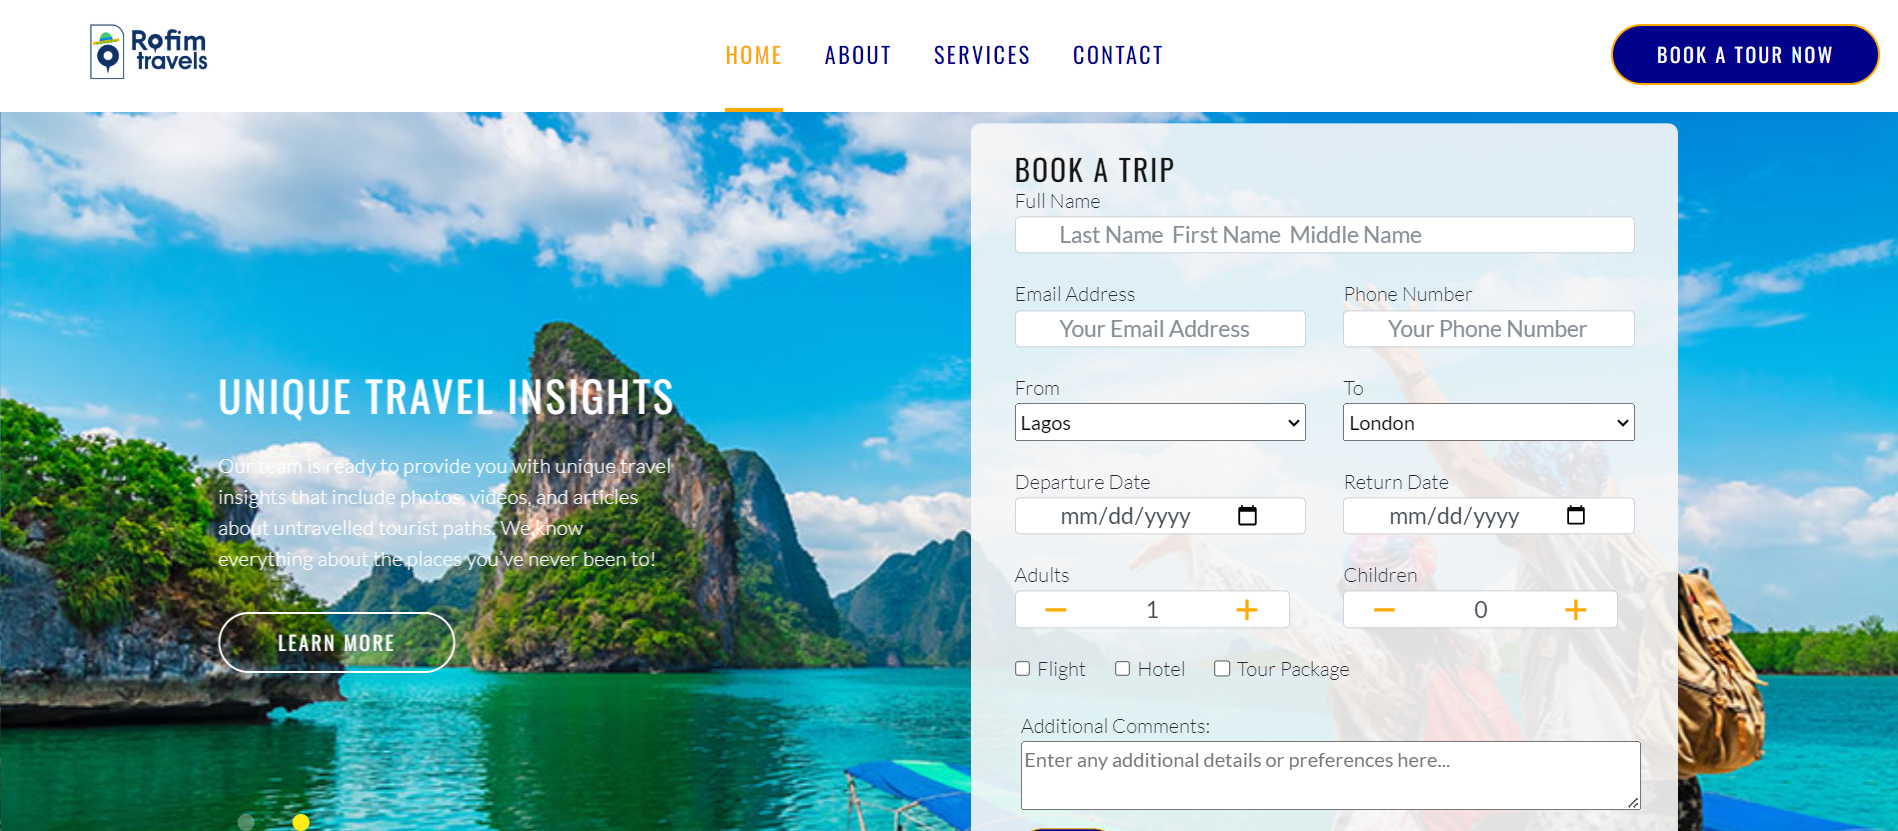 Rofim
travels
HOME ABOUT SERVICES CONTACT
BOOK A TOUR NOW
UNIQUE TRAVEL INSIGHTS
Our team is ready to provide you with unique travel
insights that include photos, videos, and articles
about untravelled tourist paths. We know
everything about the places you've never been to!
LEARN MORE
BOOK A TRIP
Full Name
Last Name First Name Middle Name
Email Address Phone Number
Your Email Address Your Phone Number
From To
Lagos London
Departure Date Return Date
mm/dd/yyyy mm/dd/yyyy
Adults Children
− 1 + − 0 +
Flight Hotel Tour Package
Additional Comments:
Enter any additional details or preferences here...